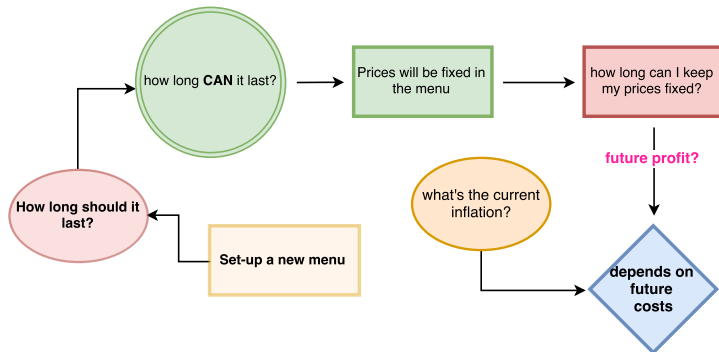 how long CAN it last?
Prices will be fixed in
the menu
how long can I keep
my prices fixed?
future profit?
How long should it
last?
what's the current
inflation?
Set-up a new menu
depends on
future
costs